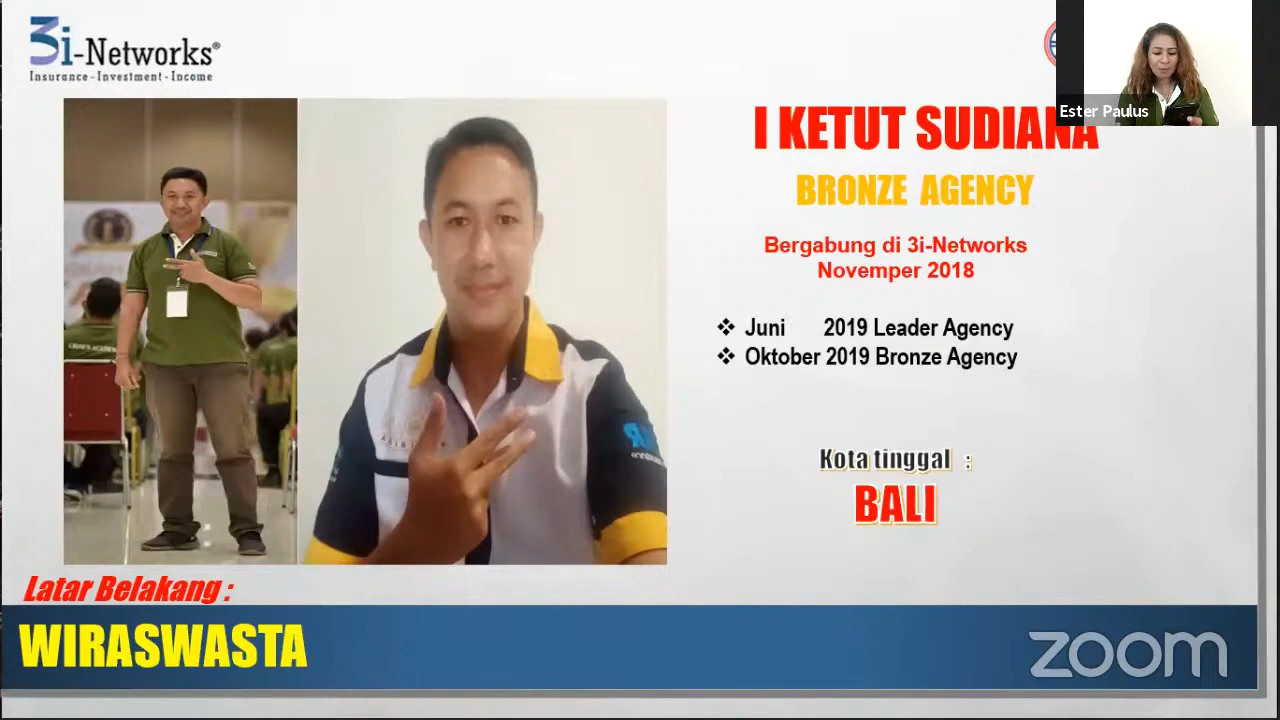 3i-Networks®
Insurance - Investment - Income
Ester Paulus
I KETUT SUDIANA
BRONZE AGENCY
Bergabung di 3i-Networks
Novemper 2018
❖ Juni 2019 Leader Agency
❖ Oktober 2019 Bronze Agency
Kota tinggal :
BALI
Latar Belakang :
WIRASWASTA
zoom